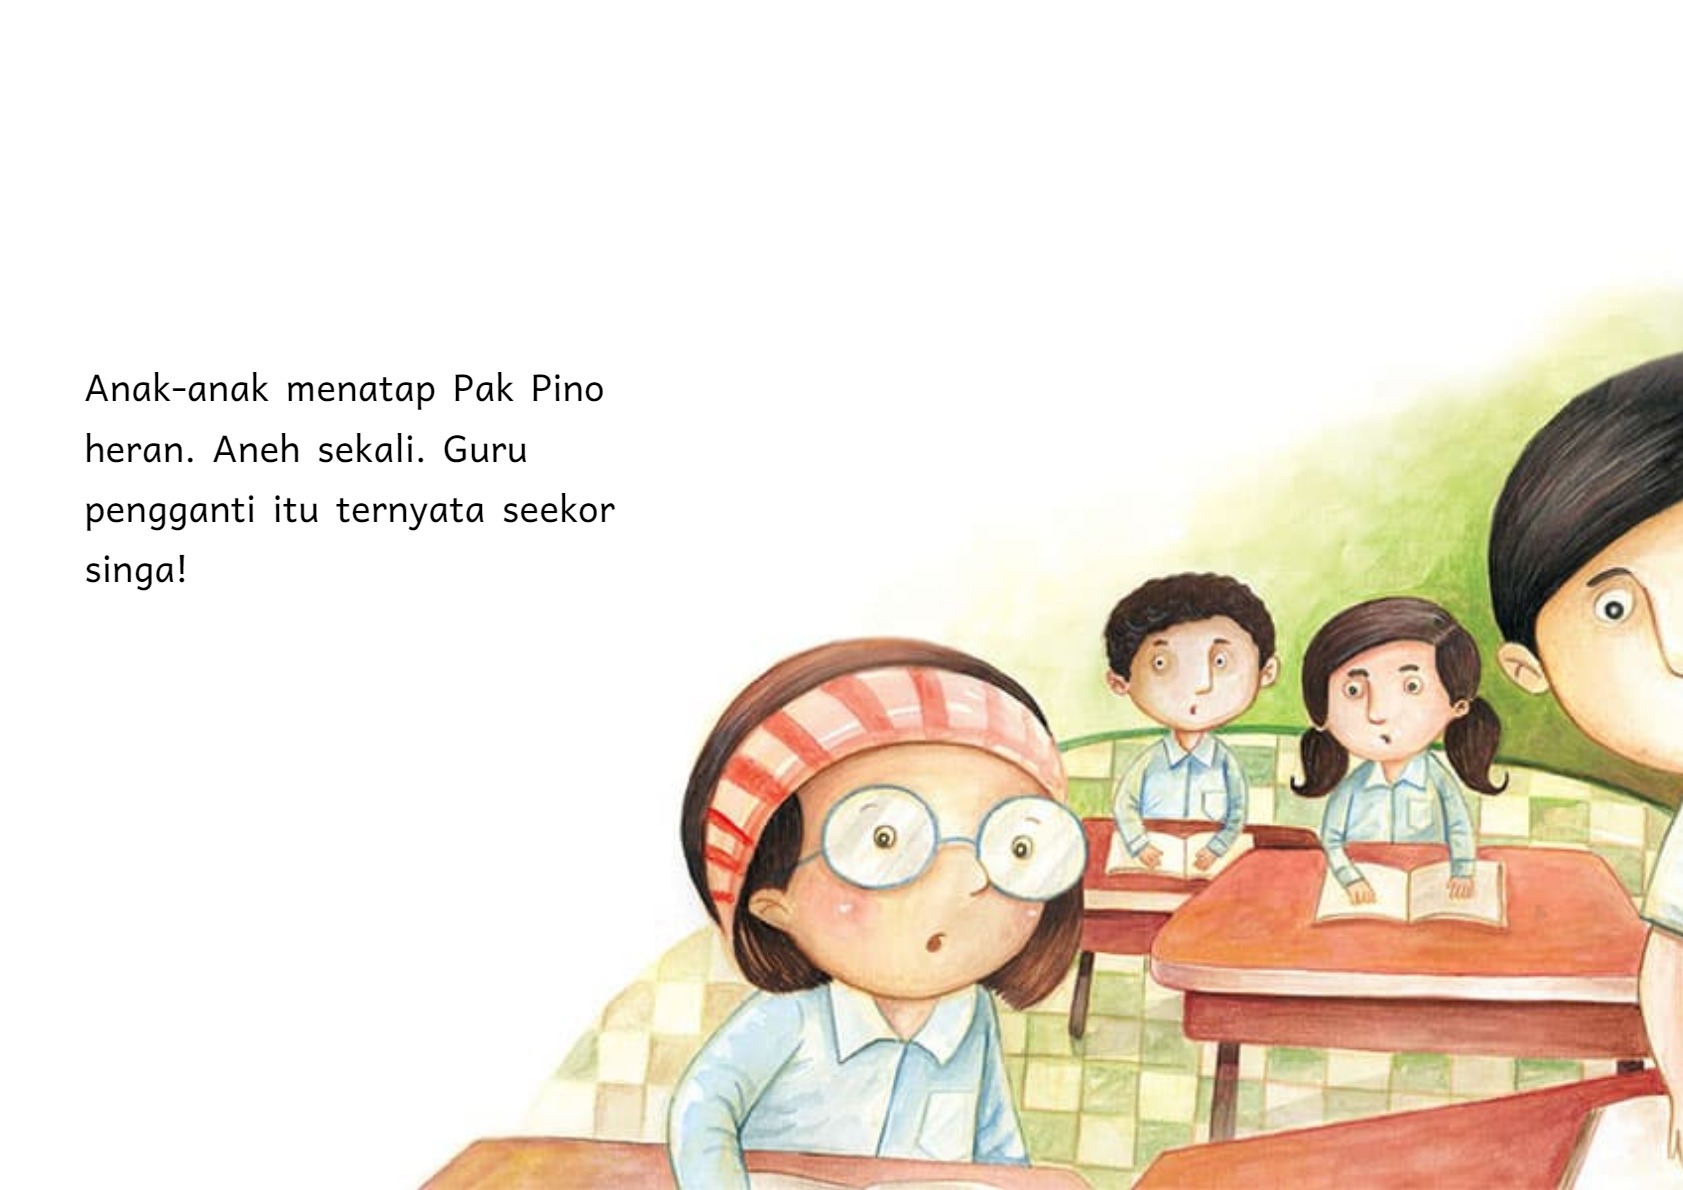 Anak-anak menatap Pak Pino
heran. Aneh sekali. Guru
pengganti itu ternyata seekor
singa!